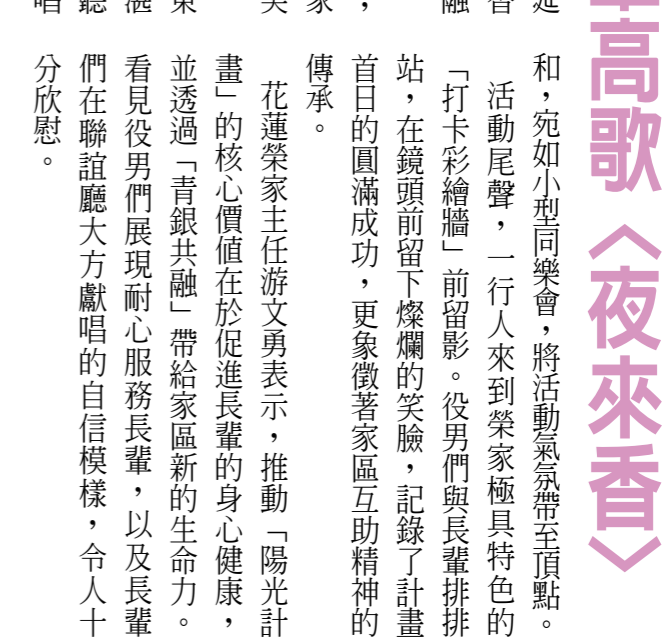 高歌〈夜來香〉
延
和，宛如小型同樂會，將活動氣氛帶至頂點。
活動尾聲，一行人來到榮家極具特色的
「打卡彩繪牆」前留影。役男們與長輩排排
站，在鏡頭前留下燦爛的笑臉，記錄了計畫
首日的圓滿成功，更象徵著家區互助精神的
傳承。
花蓮榮家主任游文勇表示，推動「陽光計
畫」的核心價值在於促進長輩的身心健康，
並透過「青銀共融」帶給家區新的生命力。
看見役男們展現耐心服務長輩，以及長輩
們在聯誼廳大方獻唱的自信模樣，令人十
分欣慰。